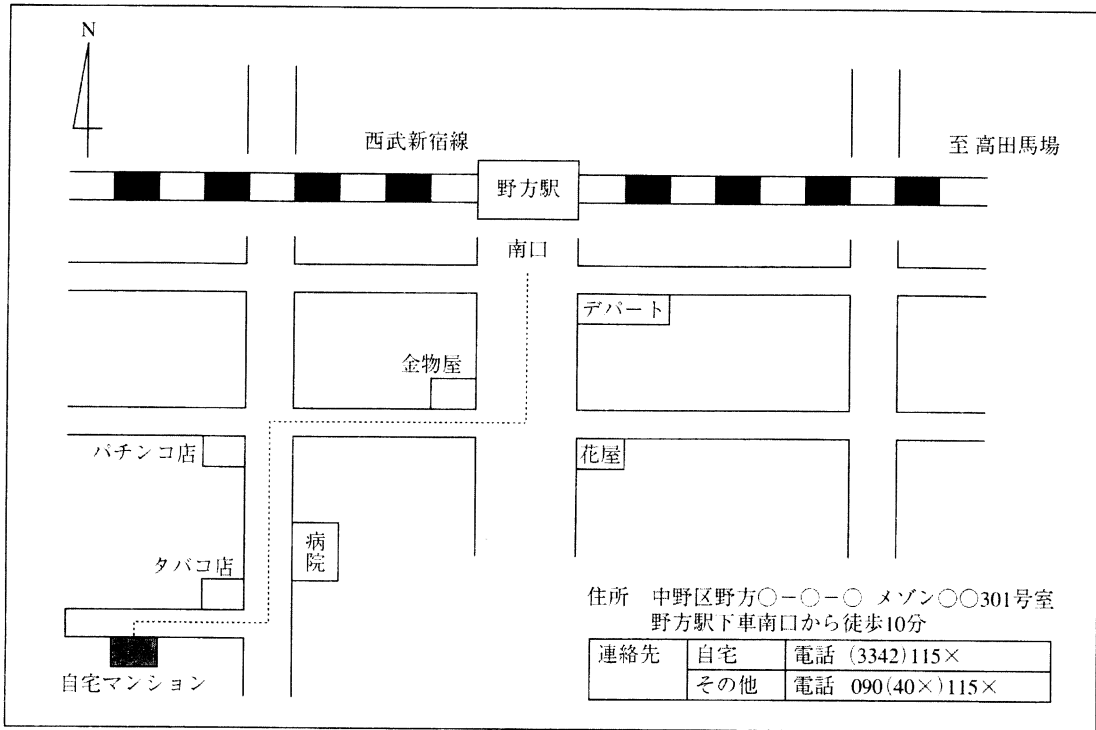 N
西武新宿線
至 高田馬場
野方駅
南口
デパート
金物屋
パチンコ店
花屋
病院
タバコ店
自宅マンション
住所 中野区野方○-○-○ メゾン○○301号室
野方駅下車南口から徒歩10分
連絡先 自宅 電話 (3342)115×
その他 電話 090(40×)115×